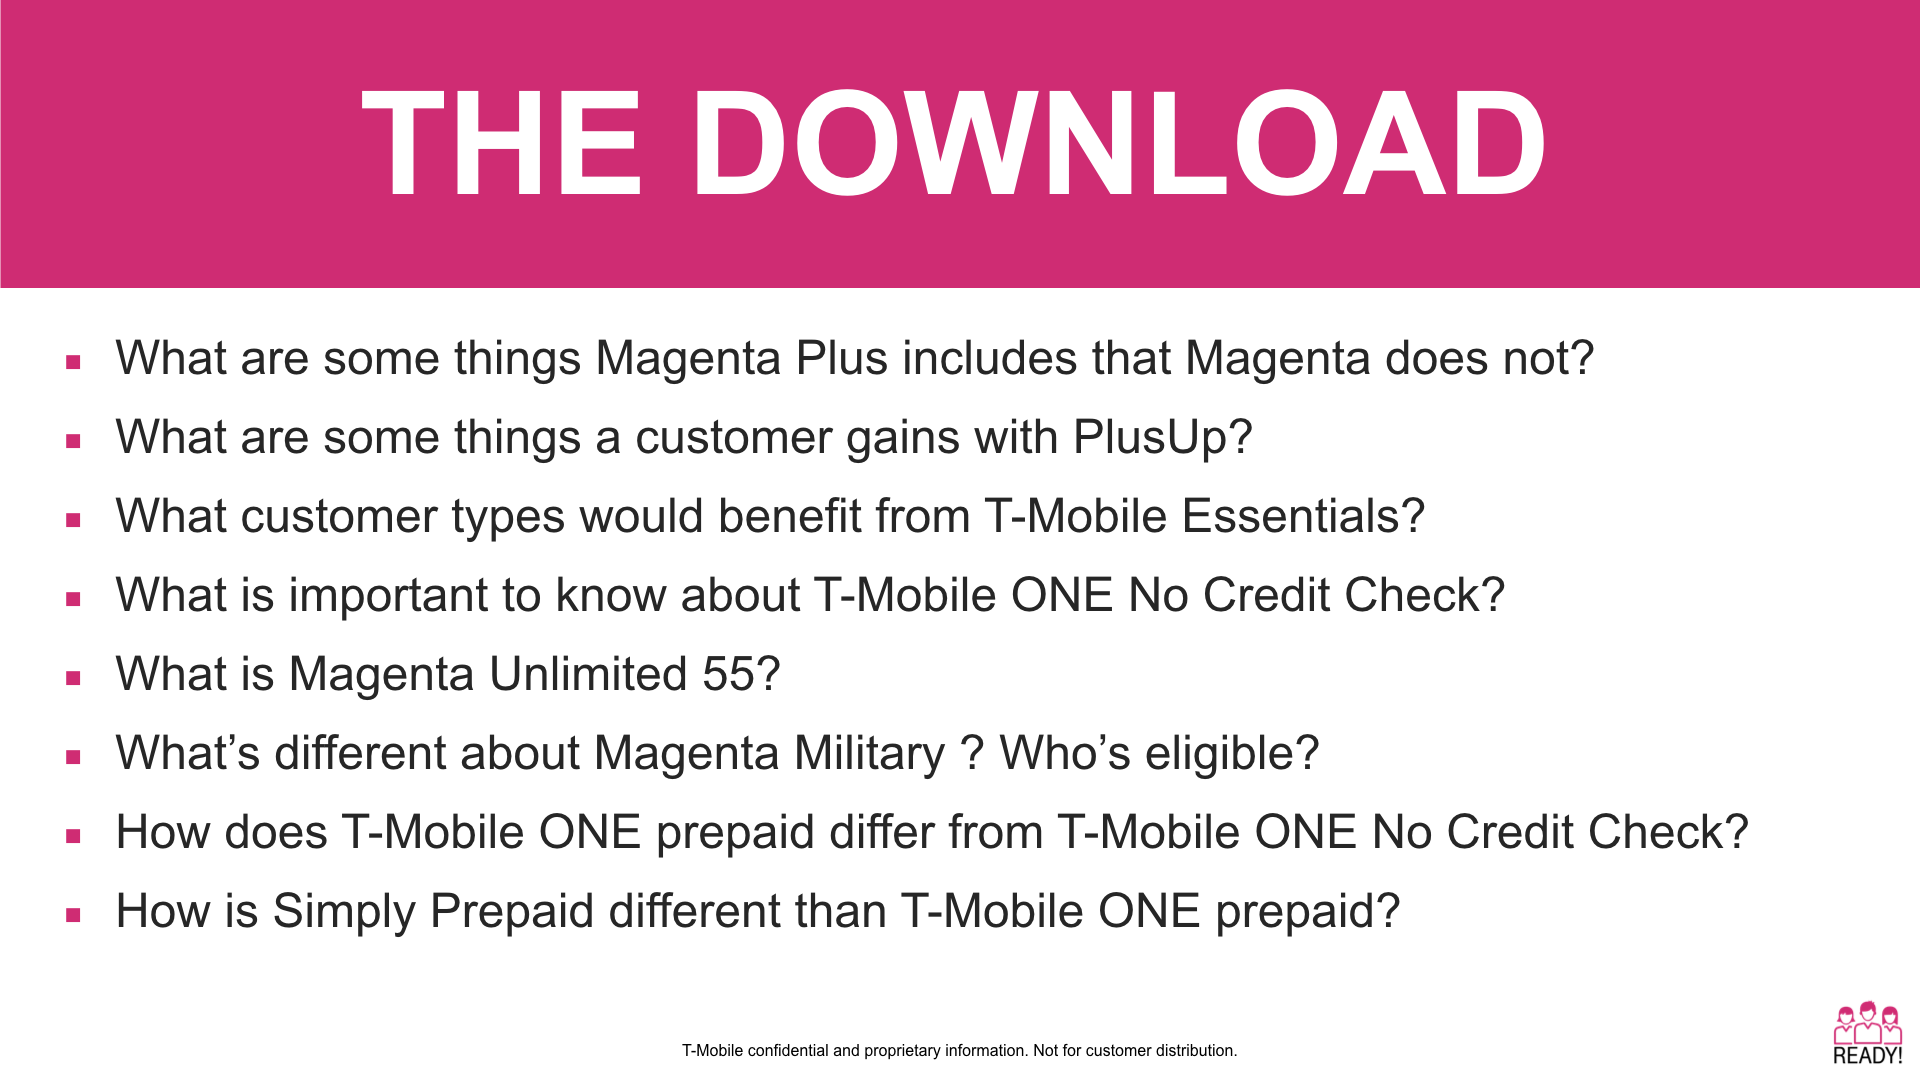 THE DOWNLOAD
What are some things Magenta Plus includes that Magenta does not?
What are some things a customer gains with PlusUp?
What customer types would benefit from T-Mobile Essentials?
What is important to know about T-Mobile ONE No Credit Check?
What is Magenta Unlimited 55?
What’s different about Magenta Military ? Who’s eligible?
How does T-Mobile ONE prepaid differ from T-Mobile ONE No Credit Check?
How is Simply Prepaid different than T-Mobile ONE prepaid?
T-Mobile confidential and proprietary information. Not for customer distribution.
READY!